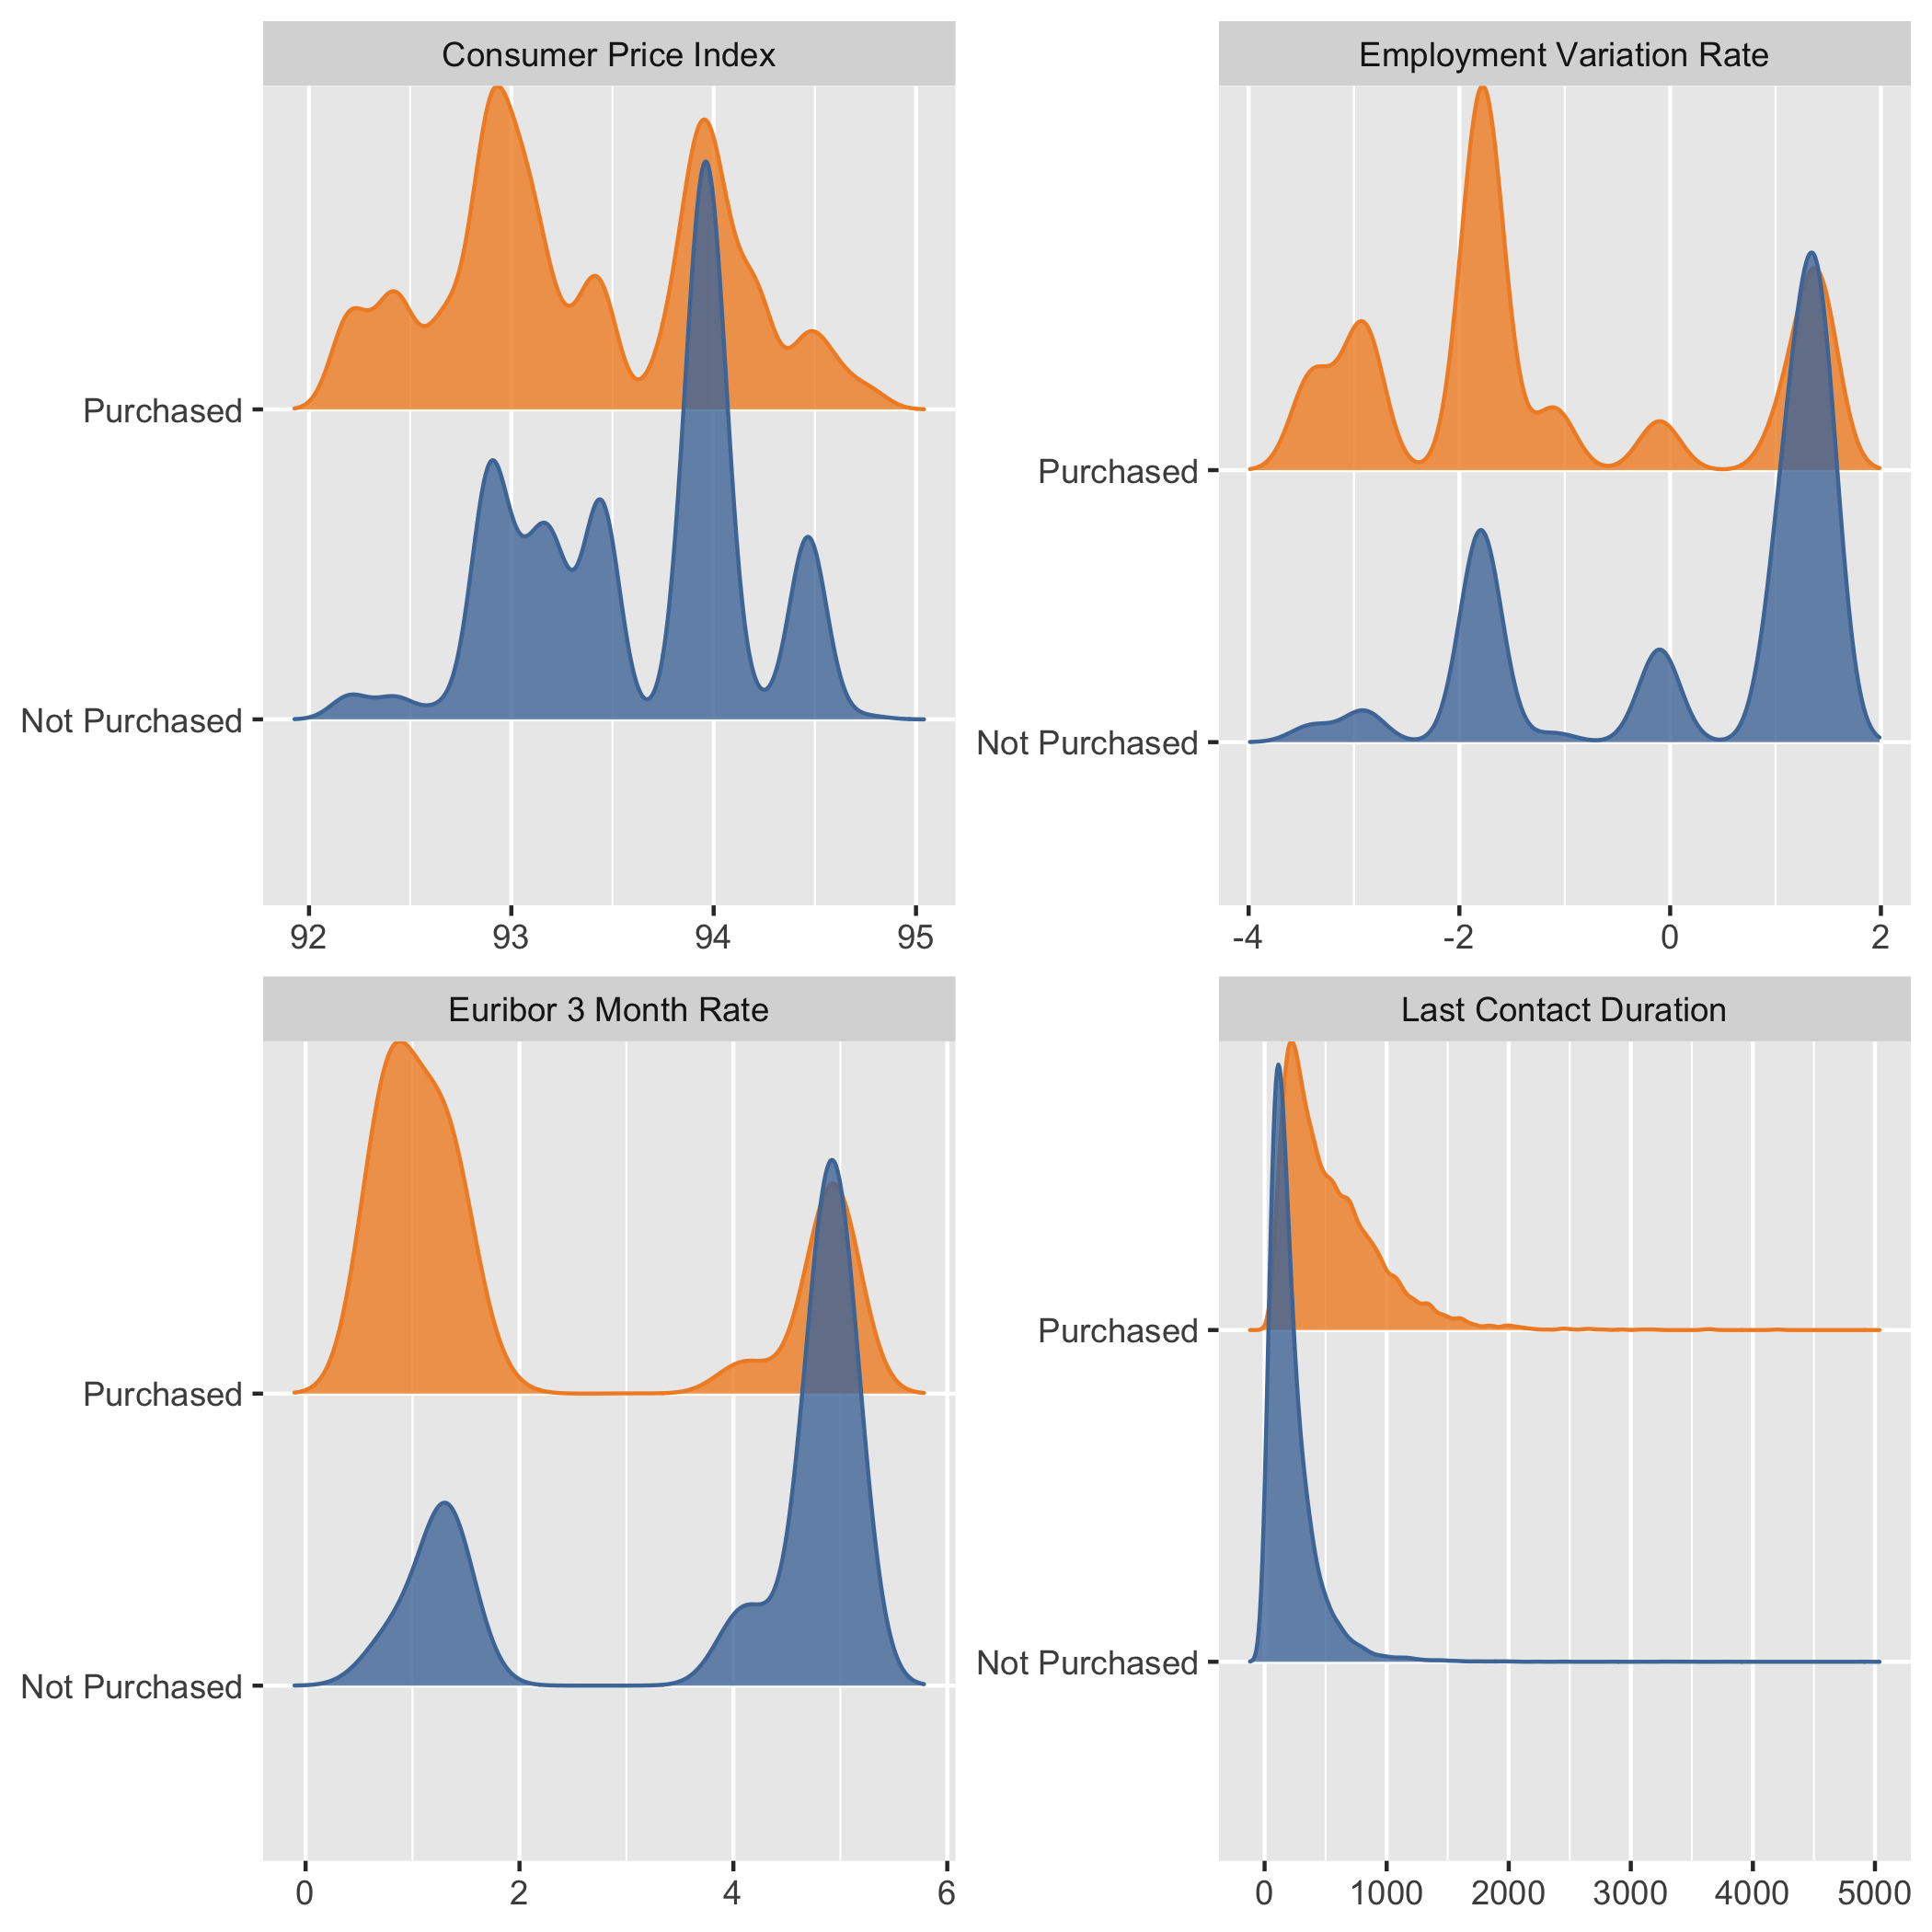 Consumer Price Index
Purchased
Not Purchased
92 93 94 95
Employment Variation Rate
Purchased
Not Purchased
-4 -2 0 2
Euribor 3 Month Rate
Purchased
Not Purchased
0 2 4 6
Last Contact Duration
Purchased
Not Purchased
0 1000 2000 3000 4000 5000